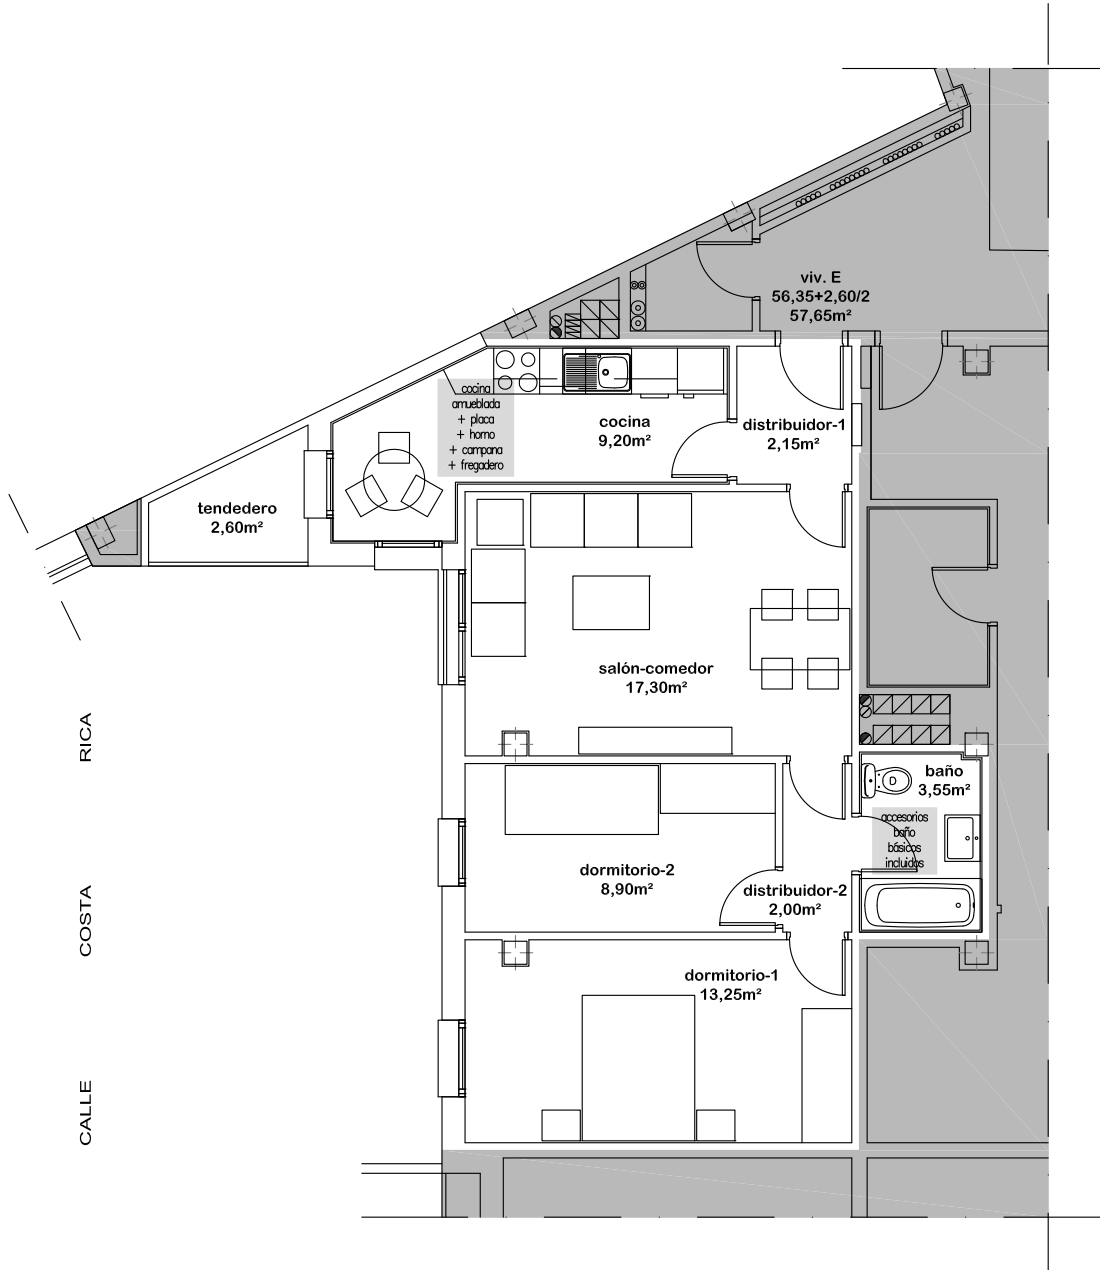 viv. E
56,35+2,60/2
57,65m²
cocina
amueblada
+ placa
+ horno
+ campana
+ fregadero
cocina
9,20m²
distribuidor-1
2,15m²
tendedero
2,60m²
salón-comedor
17,30m²
baño
3,55m²
accesorios
baño
básicos
incluidos
D
dormitorio-2
8,90m²
distribuidor-2
2,00m²
dormitorio-1
13,25m²
CALLE COSTA RICA